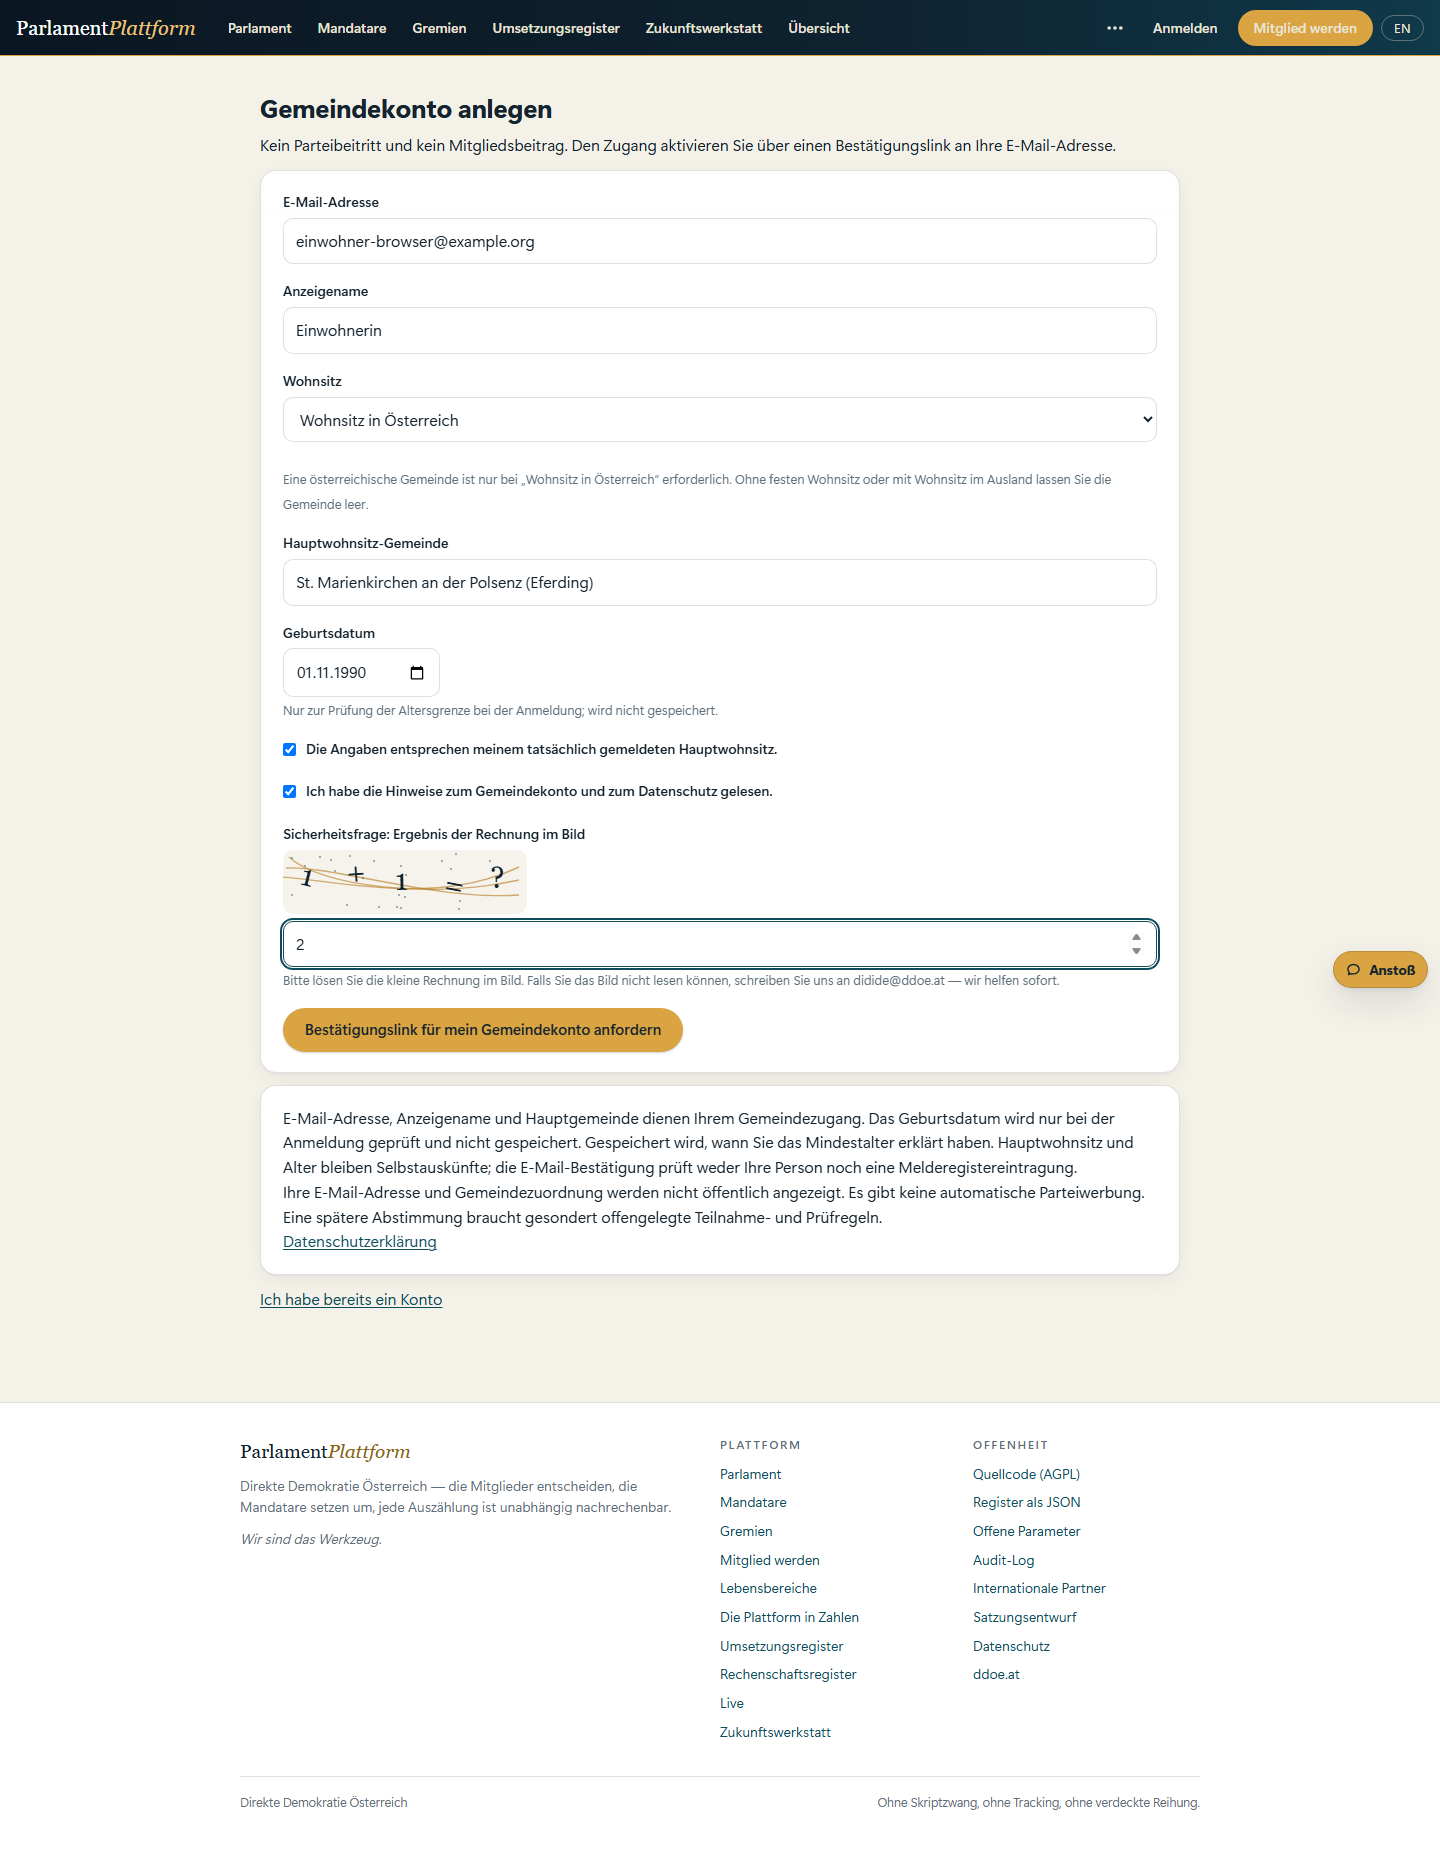 ParlamentPlattform
Parlament
Mandatare
Gremien
Umsetzungsregister
Zukunftswerkstatt
Übersicht
Anmelden
Mitglied werden
EN
Gemeindekonto anlegen
Kein Parteibeitritt und kein Mitgliedsbeitrag. Den Zugang aktivieren Sie über einen Bestätigungslink an Ihre E-Mail-Adresse.
E-Mail-Adresse
einwohner-browser@example.org
Anzeigename
Einwohnerin
Wohnsitz
Wohnsitz in Österreich
Eine österreichische Gemeinde ist nur bei „Wohnsitz in Österreich“ erforderlich. Ohne festen Wohnsitz oder mit Wohnsitz im Ausland lassen Sie die
Gemeinde leer.
Hauptwohnsitz-Gemeinde
St. Marienkirchen an der Polsenz (Eferding)
Geburtsdatum
01.11.1990
Nur zur Prüfung der Altersgrenze bei der Anmeldung; wird nicht gespeichert.
Die Angaben entsprechen meinem tatsächlich gemeldeten Hauptwohnsitz.
Ich habe die Hinweise zum Gemeindekonto und zum Datenschutz gelesen.
Sicherheitsfrage: Ergebnis der Rechnung im Bild
1 + 1 = ?
2
Bitte lösen Sie die kleine Rechnung im Bild. Falls Sie das Bild nicht lesen können, schreiben Sie uns an didide@ddoe.at — wir helfen sofort.
Anstoß
Bestätigungslink für mein Gemeindekonto anfordern
E-Mail-Adresse, Anzeigename und Hauptgemeinde dienen Ihrem Gemeindezugang. Das Geburtsdatum wird nur bei der
Anmeldung geprüft und nicht gespeichert. Gespeichert wird, wann Sie das Mindestalter erklärt haben. Hauptwohnsitz und
Alter bleiben Selbstauskünfte; die E-Mail-Bestätigung prüft weder Ihre Person noch eine Melderegistereintragung.
Ihre E-Mail-Adresse und Gemeindezuordnung werden nicht öffentlich angezeigt. Es gibt keine automatische Parteiwerbung.
Eine spätere Abstimmung braucht gesondert offengelegte Teilnahme- und Prüfregeln.
Datenschutzerklärung
Ich habe bereits ein Konto
ParlamentPlattform
Direkte Demokratie Österreich — die Mitglieder entscheiden, die
Mandatare setzen um, jede Auszählung ist unabhängig nachrechenbar.
Wir sind das Werkzeug.
PLATTFORM
Parlament
Mandatare
Gremien
Mitglied werden
Lebensbereiche
Die Plattform in Zahlen
Umsetzungsregister
Rechenschaftsregister
Live
Zukunftswerkstatt
OFFENHEIT
Quellcode (AGPL)
Register als JSON
Offene Parameter
Audit-Log
Internationale Partner
Satzungsentwurf
Datenschutz
ddoe.at
Direkte Demokratie Österreich
Ohne Skriptzwang, ohne Tracking, ohne verdeckte Reihung.